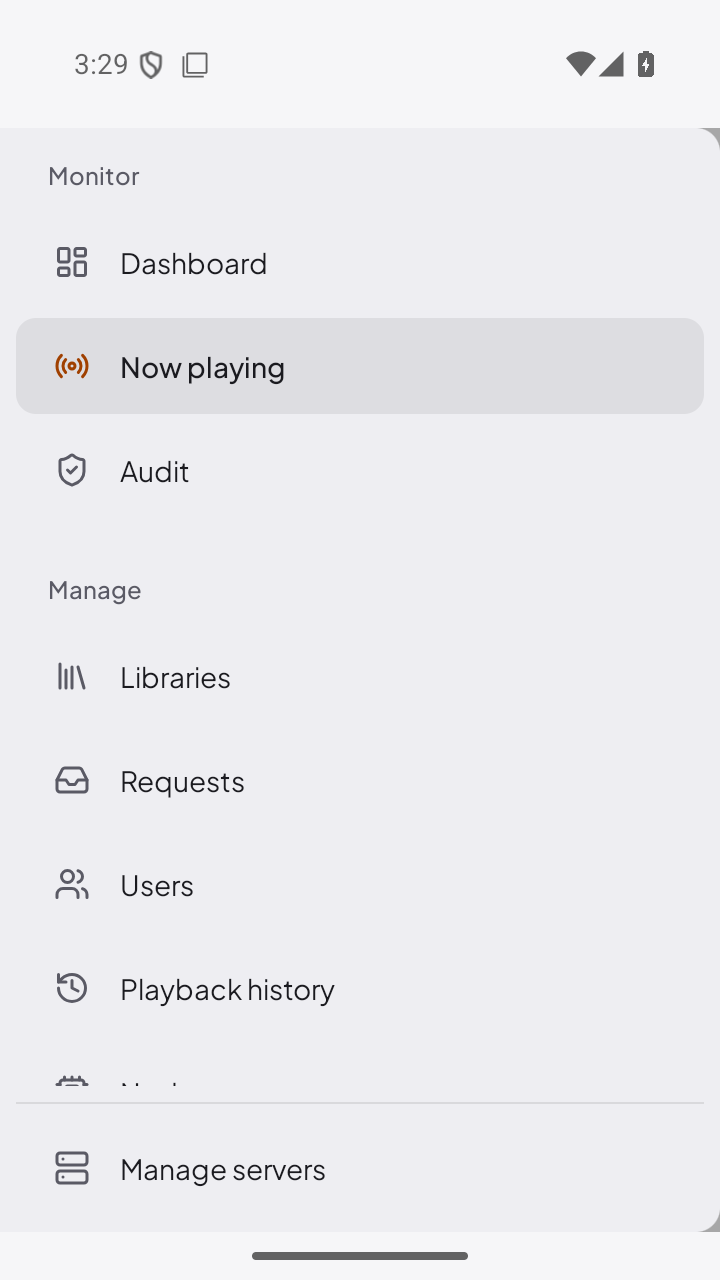 3:29
Monitor
Dashboard
Now playing
Audit
Manage
Libraries
Requests
Users
Playback history
Manage servers